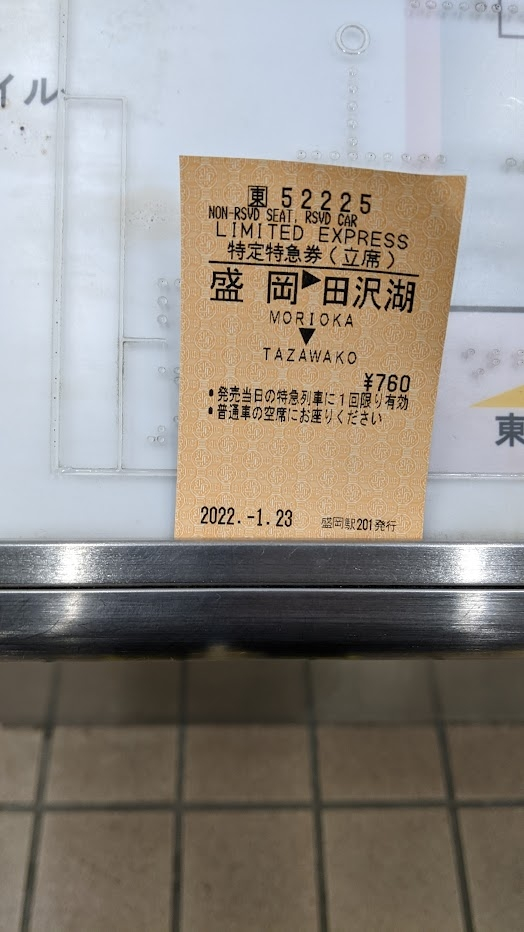 イル
東 52225
NON-RSVD SEAT, RSVD CAR
LIMITED EXPRESS
特定特急券(立席)
盛岡▶田沢湖
MORIOKA
▼
TAZAWAKO
¥760
•発売当日の特急列車に1回限り有効
•普通車の空席にお座りください
東
2022.-1.23 盛岡駅201発行